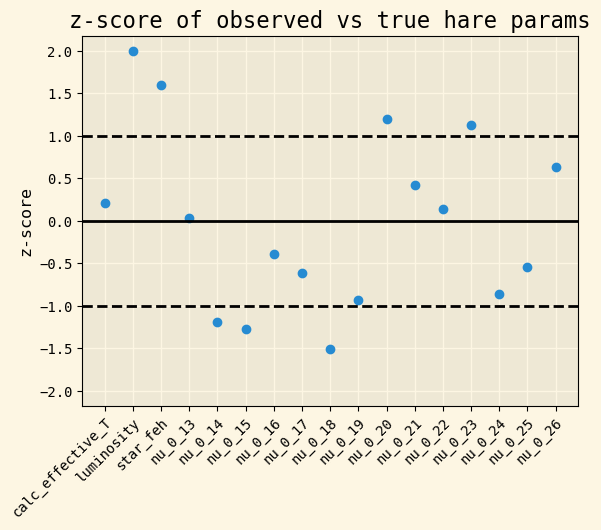 z-score of observed vs true hare params
z-score
2.0
1.5
1.0
0.5
0.0
−0.5
−1.0
−1.5
−2.0
calc_effective_T
luminosity
star_feh
nu_0_13
nu_0_14
nu_0_15
nu_0_16
nu_0_17
nu_0_18
nu_0_19
nu_0_20
nu_0_21
nu_0_22
nu_0_23
nu_0_24
nu_0_25
nu_0_26